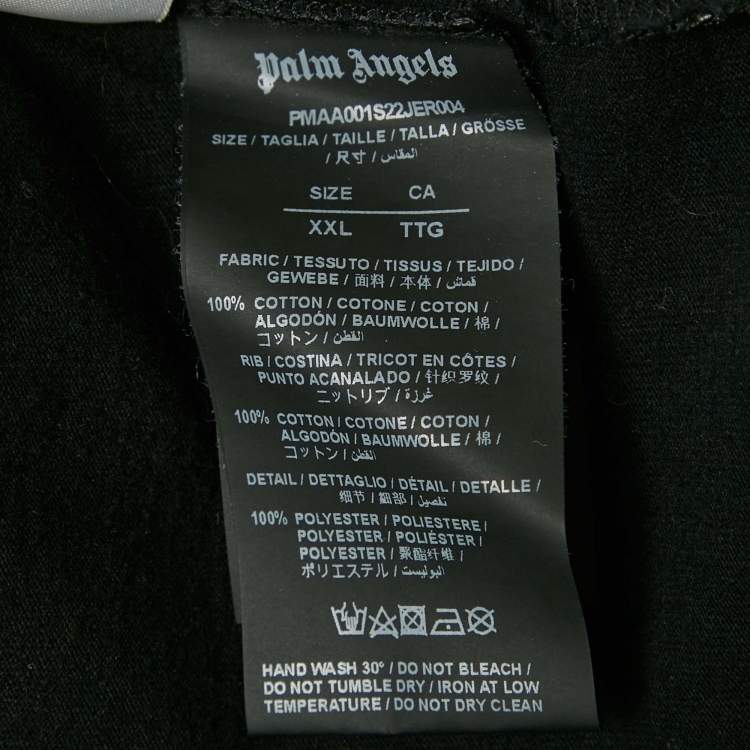 Palm Angels
PMAA001S22JER004
SIZE / TAGLIA / TAILLE / TALLA / GRÖSSE
/ 尺寸 / المقاس
SIZE CA
XXL TTG
FABRIC / TESSUTO / TISSUS / TEJIDO /
GEWEBE / 面料 / 本体 / قماش
100% COTTON / COTONE / COTON /
ALGODÓN / BAUMWOLLE / 棉 /
コットン / القطن
RIB / COSTINA / TRICOT EN CÔTES /
PUNTO ACANALADO / 针织罗纹 /
ニットリブ / غرزة
100% COTTON / COTONE / COTON /
ALGODÓN / BAUMWOLLE / 棉 /
コットン / القطن
DETAIL / DETTAGLIO / DÉTAIL / DETALLE /
细节 / 細部 / تفصيل
100% POLYESTER / POLIESTERE /
POLYESTER / POLIÉSTER /
POLYESTER / 聚酯纤维 /
ポリエステル / البوليستر
HAND WASH 30° / DO NOT BLEACH /
DO NOT TUMBLE DRY / IRON AT LOW
TEMPERATURE / DO NOT DRY CLEAN